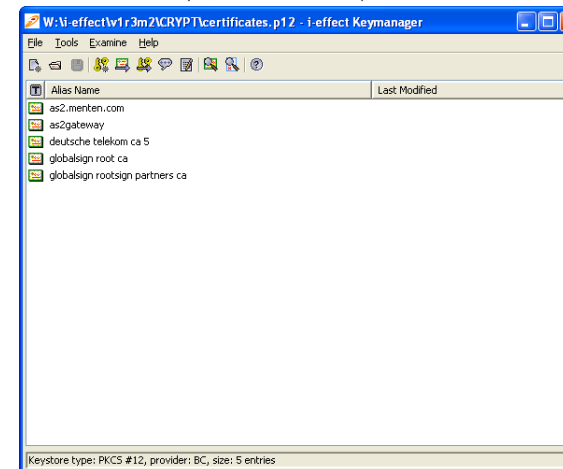 W:\i-effect\v1r3m2\CRYPT\certificates.p12 - i-effect Keymanager
File Tools Examine Help
T Alias Name Last Modified
as2.menten.com
as2gateway
deutsche telekom ca 5
globalsign root ca
globalsign rootsign partners ca
Keystore type: PKCS #12, provider: BC, size: 5 entries